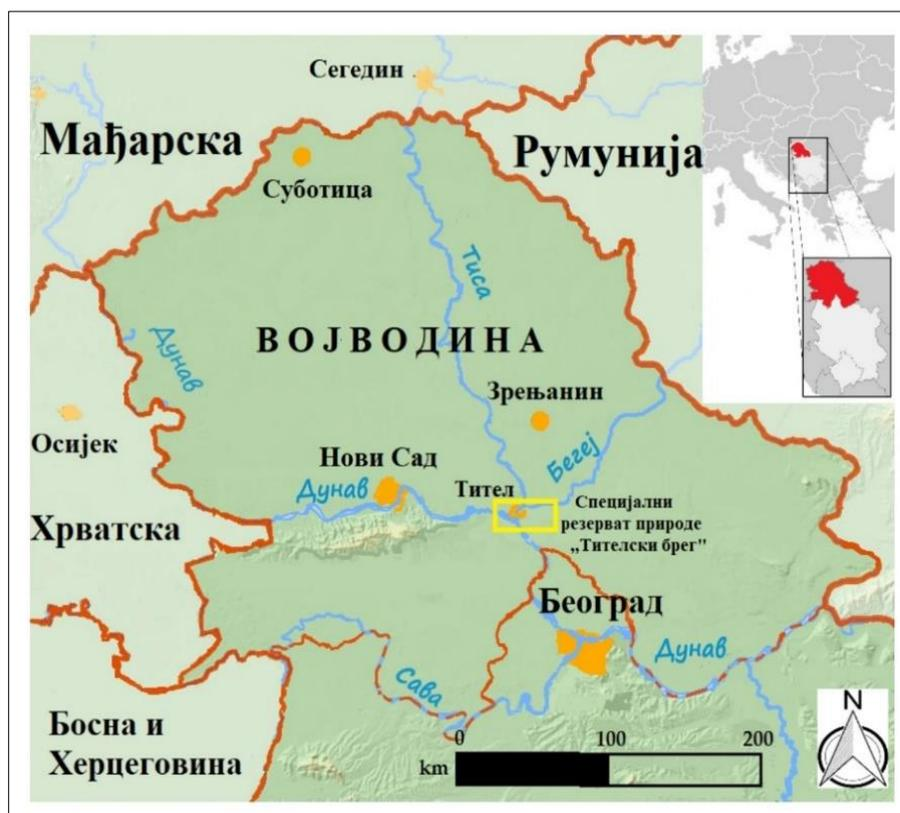 Сегедин
Мађарска
Румунија
Суботица
Тиса
ВОЈВОДИНА
Дунав
Зрењанин
Осијек
Нови Сад
Бегеј
Дунав
Тител
Специјални
резерват природе
„Тителски брег"
Хрватска
Београд
Дунав
Сава
Босна и
Херцеговина
N
0 100 200
km